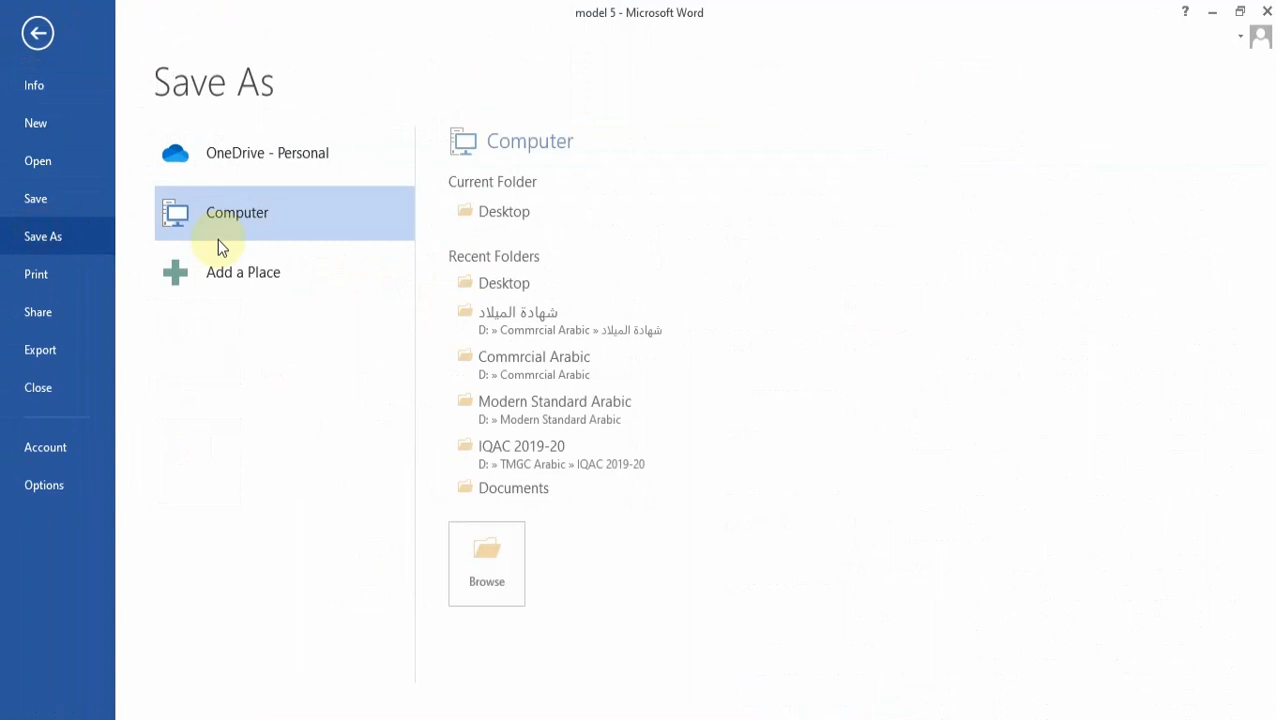 model 5 - Microsoft Word
?
Info
New
Open
Save
Save As
Print
Share
Export
Close
Account
Options
Save As
OneDrive - Personal
Computer
Add a Place
Computer
Current Folder
Desktop
Recent Folders
Desktop
شهادة الميلاد
D: » Commrcial Arabic » شهادة الميلاد
Commrcial Arabic
D: » Commrcial Arabic
Modern Standard Arabic
D: » Modern Standard Arabic
IQAC 2019-20
D: » TMGC Arabic » IQAC 2019-20
Documents
Browse